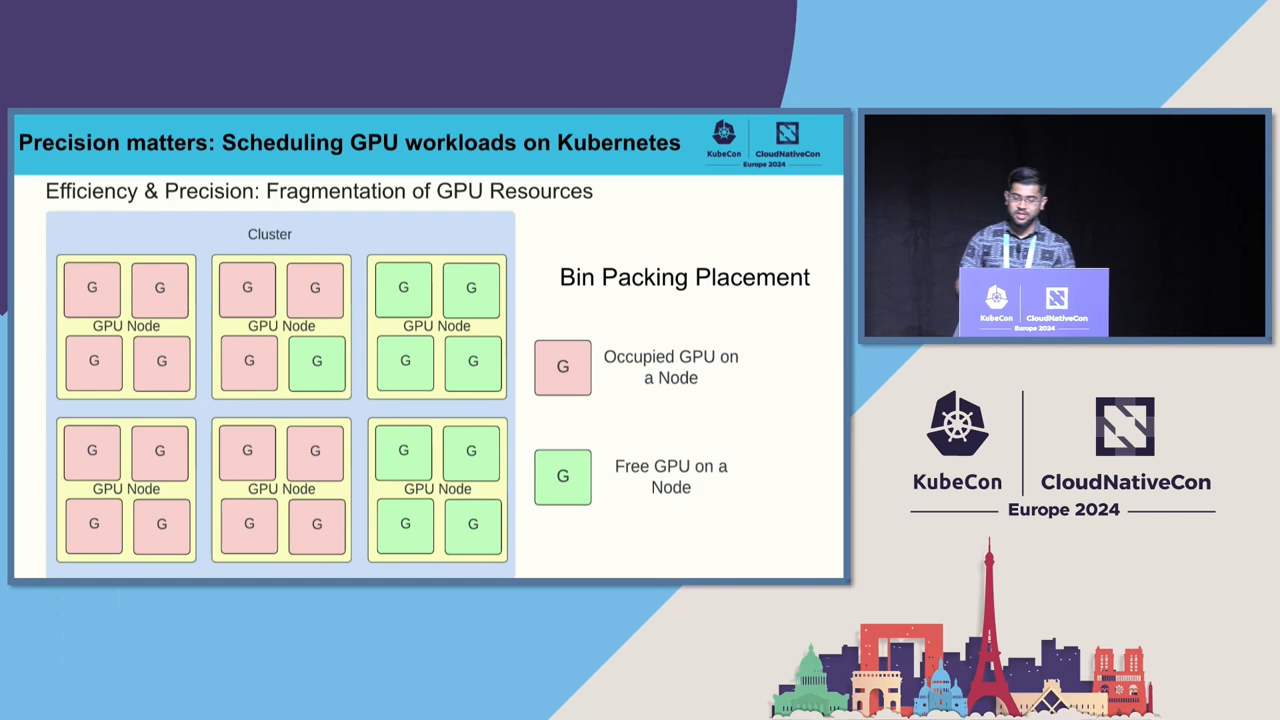 Precision matters: Scheduling GPU workloads on Kubernetes
KubeCon
CloudNativeCon
Europe 2024
Efficiency & Precision: Fragmentation of GPU Resources
Cluster
G G G G G G
GPU Node GPU Node GPU Node
G G G G G G
G G G G G G
GPU Node GPU Node GPU Node
G G G G G G
Bin Packing Placement
G
Occupied GPU on
a Node
G
Free GPU on a
Node
KubeCon
CloudNativeCon
Europe 2024
KubeCon
CloudNativeCon
Europe 2024